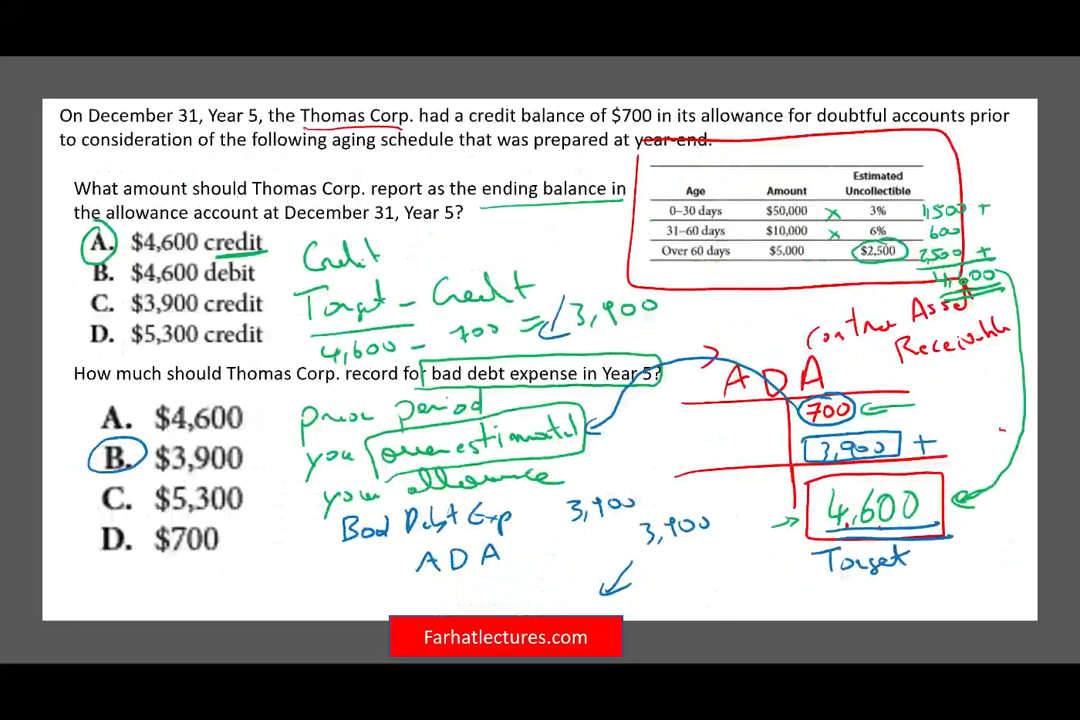 On December 31, Year 5, the Thomas Corp. had a credit balance of $700 in its allowance for doubtful accounts prior
to consideration of the following aging schedule that was prepared at year-end.
What amount should Thomas Corp. report as the ending balance in
the allowance account at December 31, Year 5?
A. $4,600 credit
B. $4,600 debit
C. $3,900 credit
D. $5,300 credit
Age Amount Estimated Uncollectible
0–30 days $50,000 x 3% 1,500 +
31–60 days $10,000 x 6% 600
Over 60 days $5,000 $2,500 2,500 +
4,600
Credit
Target - Credit
4,600 - 700 = 3,900
Contra Asset
Receivable
How much should Thomas Corp. record for bad debt expense in Year 5?
A. $4,600
B. $3,900
C. $5,300
D. $700
prior period
you overestimated
your allowance
Bad Debt Exp 3,900
ADA 3,900
ADA
700
3,900 +
4,600
Target
Farhatlectures.com